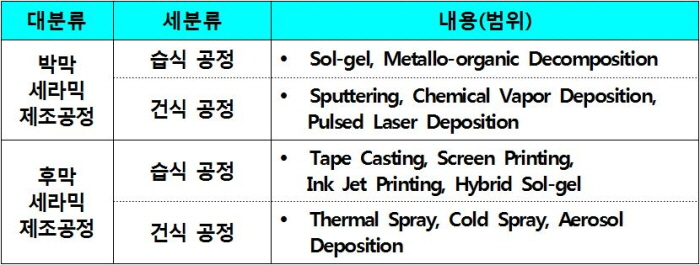 대분류 세분류 내용(범위)
박막
세라믹
제조공정
습식 공정 • Sol-gel, Metallo-organic Decomposition
건식 공정 • Sputtering, Chemical Vapor Deposition,
Pulsed Laser Deposition
후막
세라믹
제조공정
습식 공정 • Tape Casting, Screen Printing,
Ink Jet Printing, Hybrid Sol-gel
건식 공정 • Thermal Spray, Cold Spray, Aerosol
Deposition